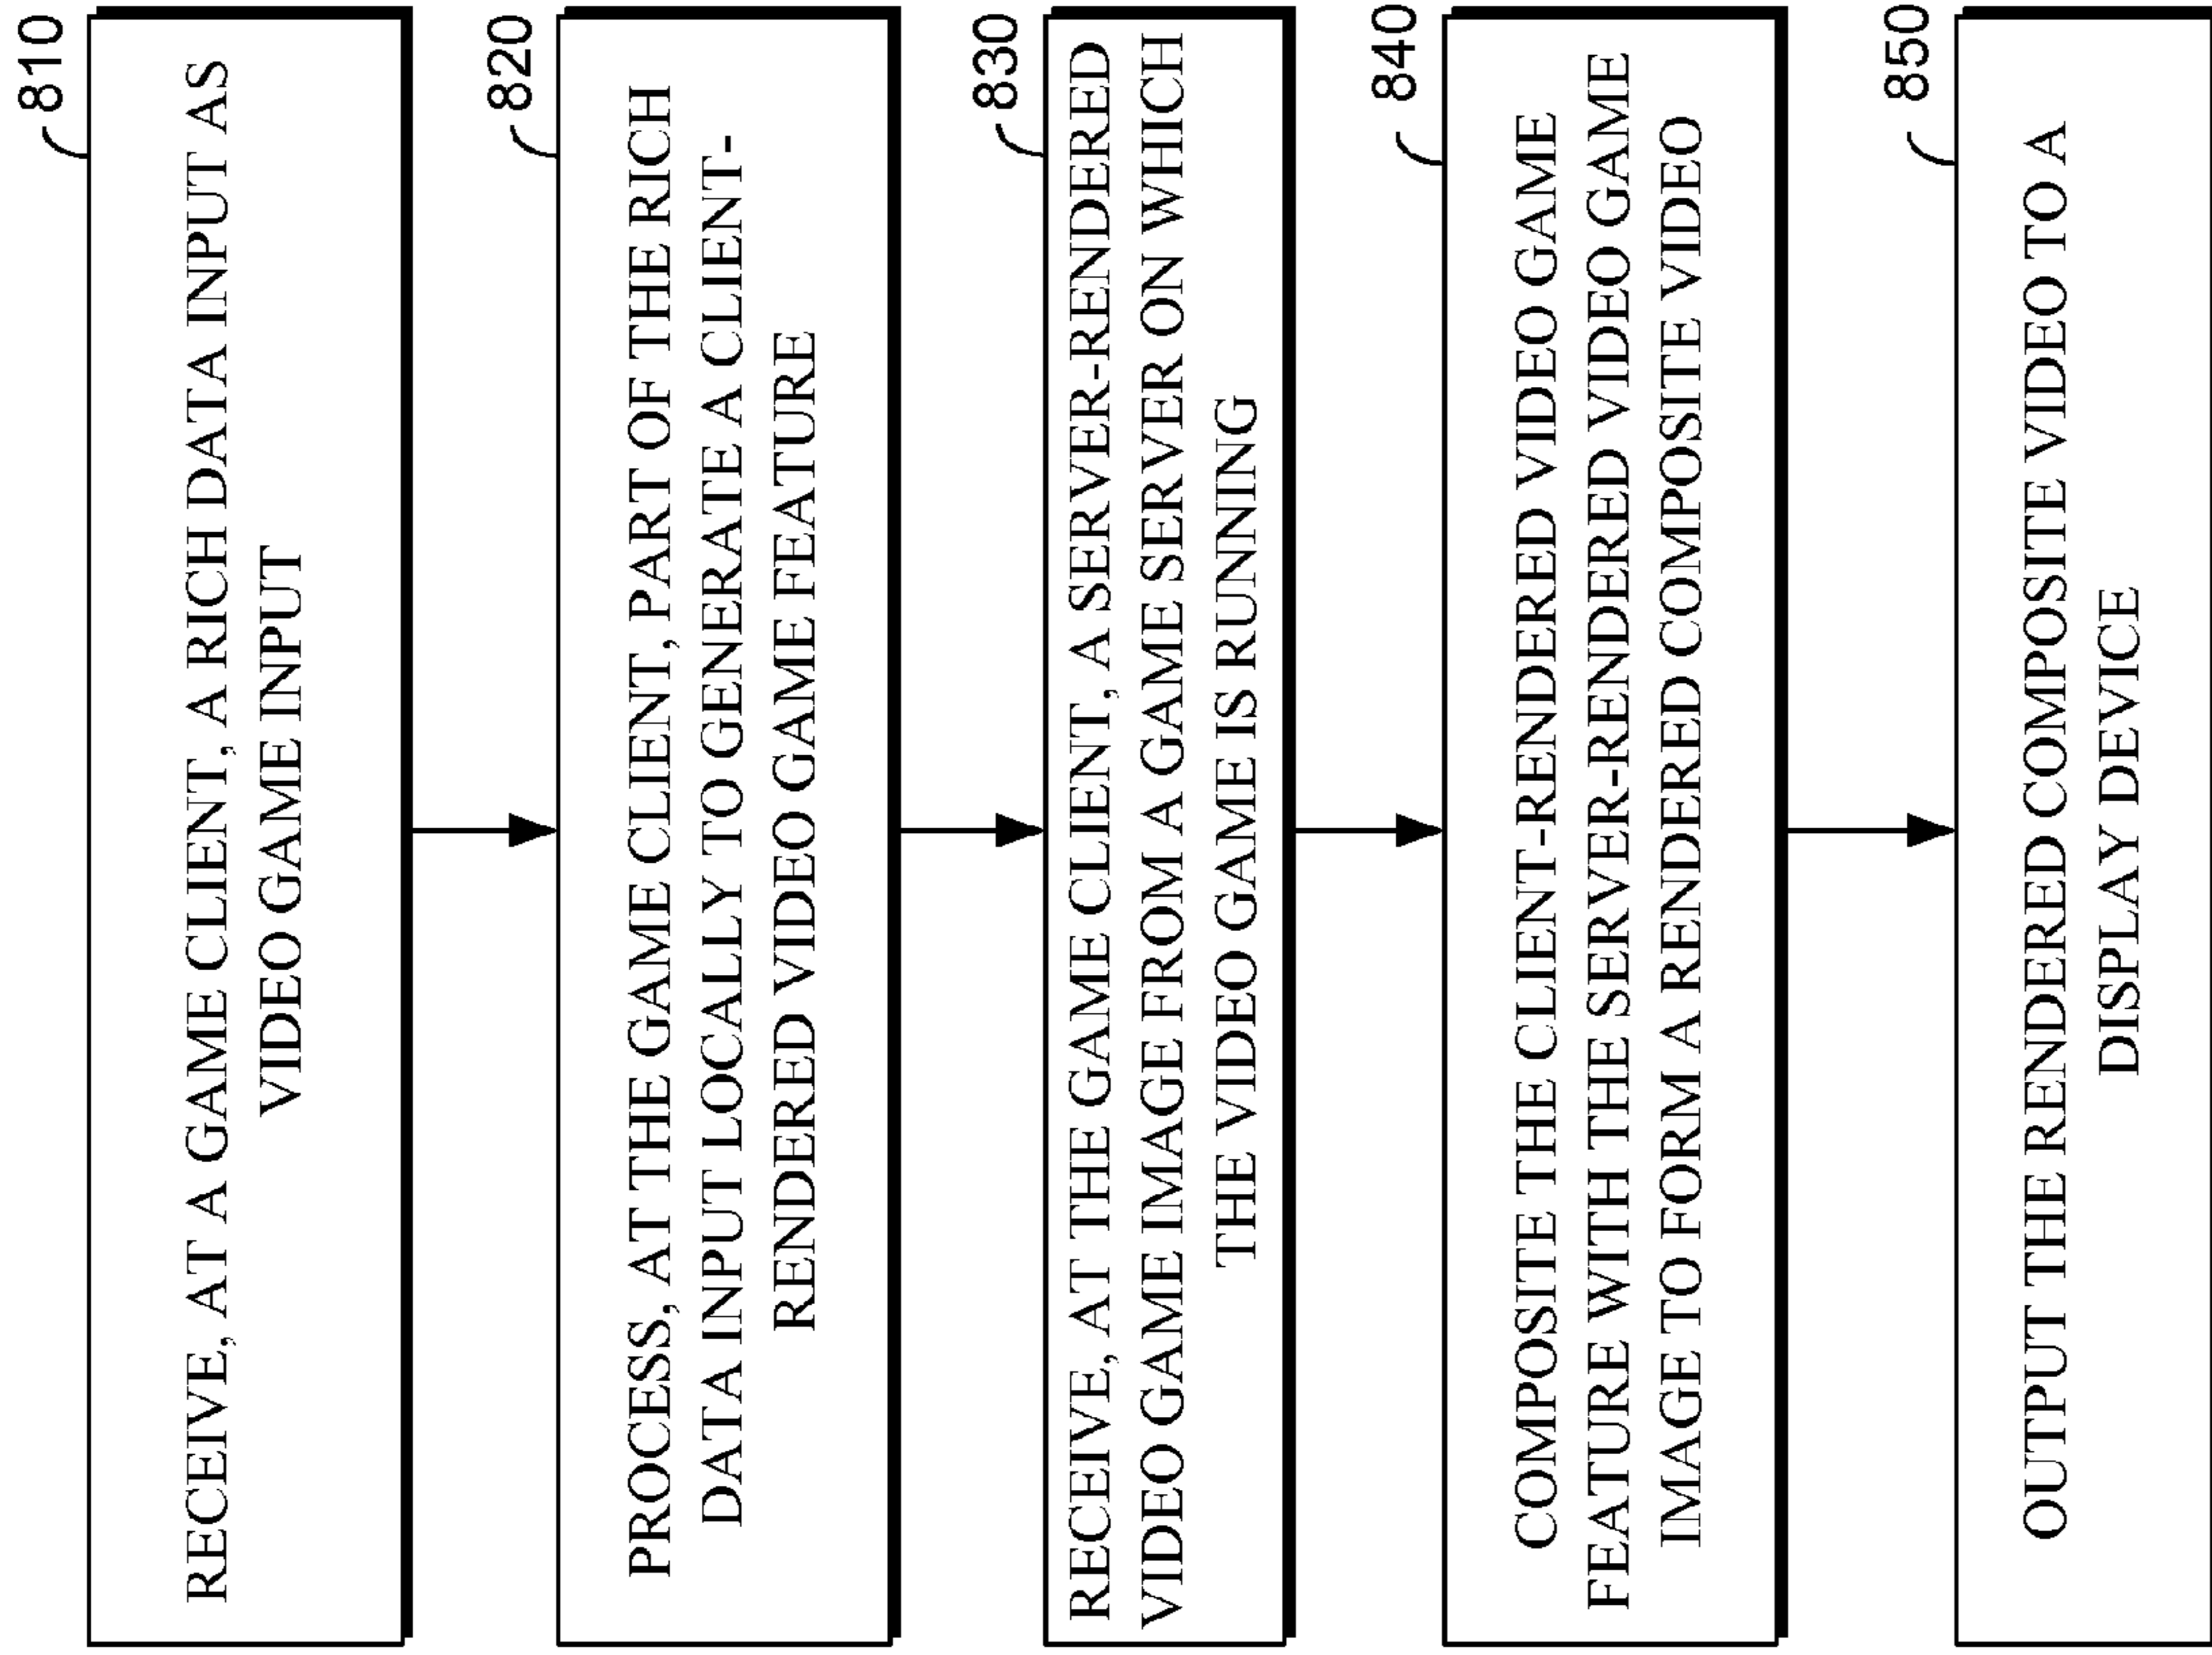 810
RECEIVE, AT A GAME CLIENT, A RICH DATA INPUT AS
VIDEO GAME INPUT
820
PROCESS, AT THE GAME CLIENT, PART OF THE RICH
DATA INPUT LOCALLY TO GENERATE A CLIENT-
RENDERED VIDEO GAME FEATURE
830
RECEIVE, AT THE GAME CLIENT, A SERVER-RENDERED
VIDEO GAME IMAGE FROM A GAME SERVER ON WHICH
THE VIDEO GAME IS RUNNING
840
COMPOSITE THE CLIENT-RENDERED VIDEO GAME
FEATURE WITH THE SERVER-RENDERED VIDEO GAME
IMAGE TO FORM A RENDERED COMPOSITE VIDEO
850
OUTPUT THE RENDERED COMPOSITE VIDEO TO A
DISPLAY DEVICE